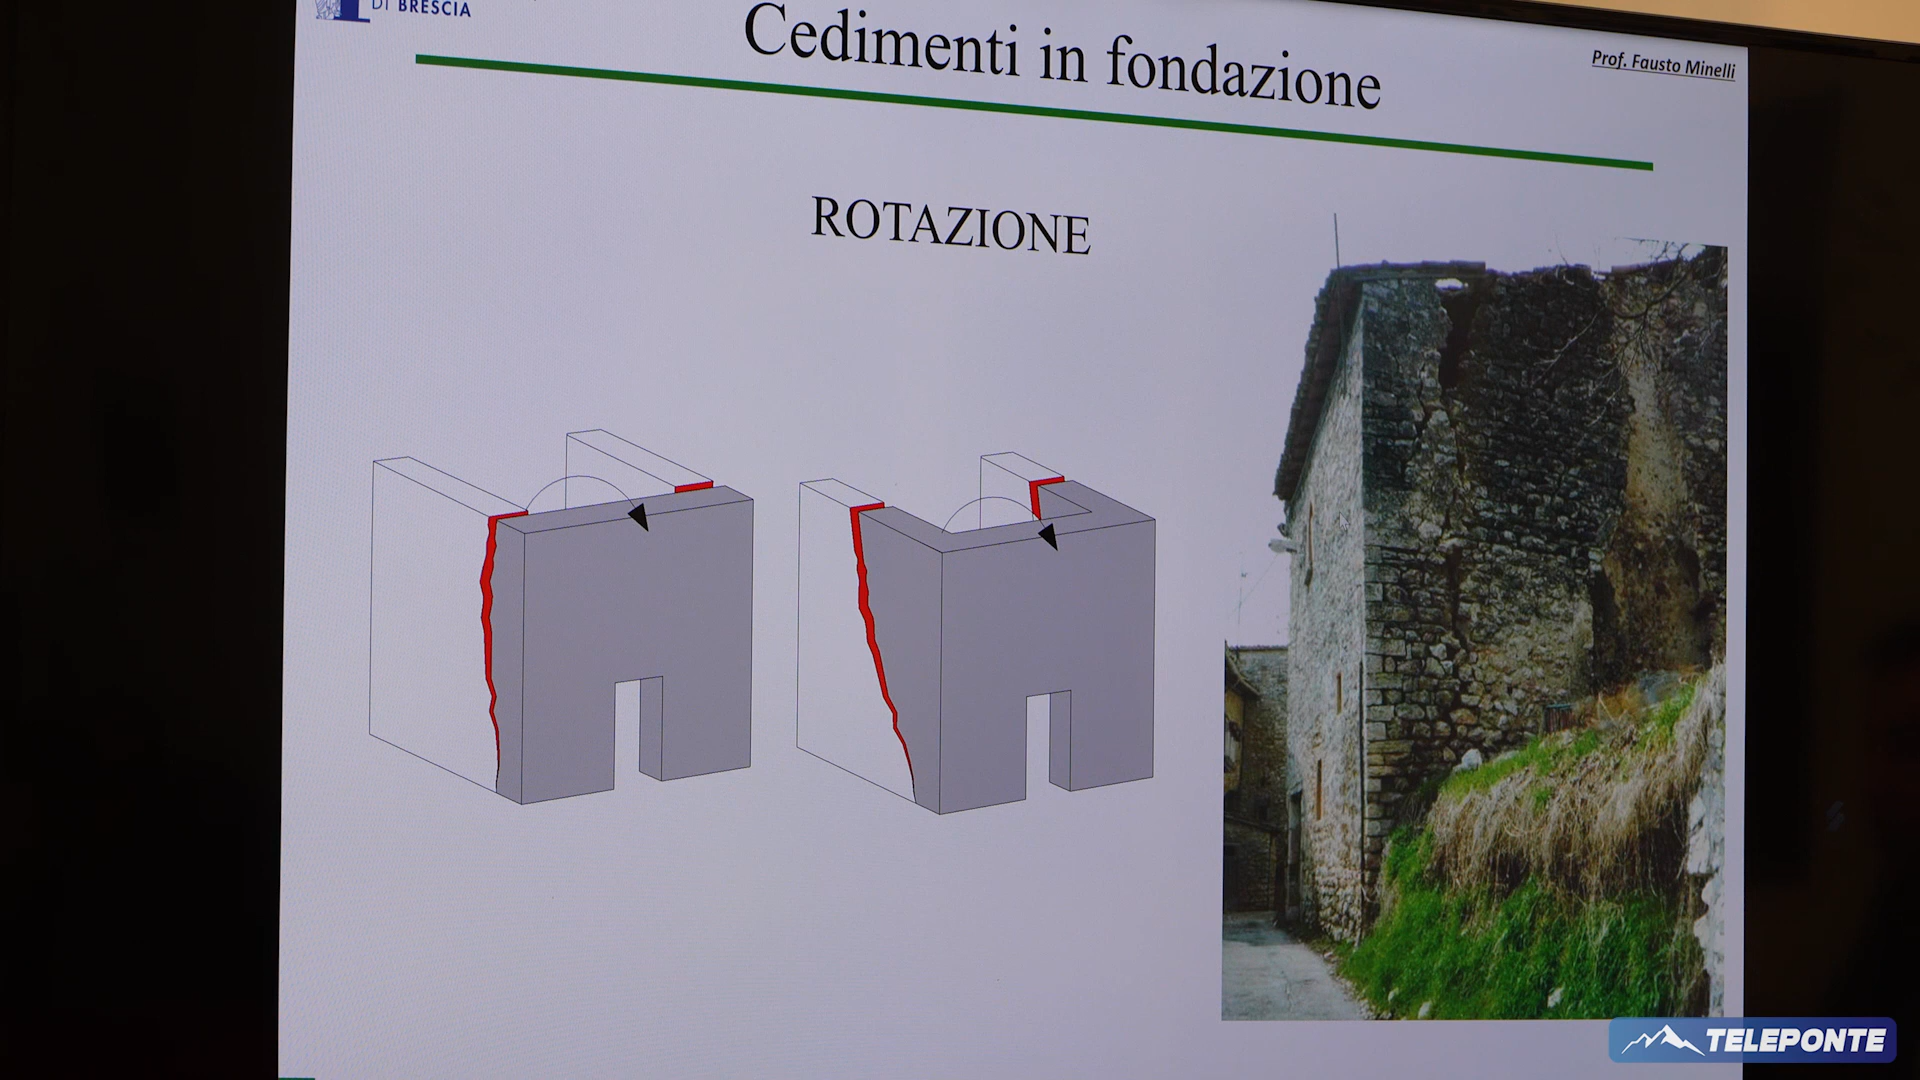 DI BRESCIA
Cedimenti in fondazione
Prof. Fausto Minelli
ROTAZIONE
TELEPONTE